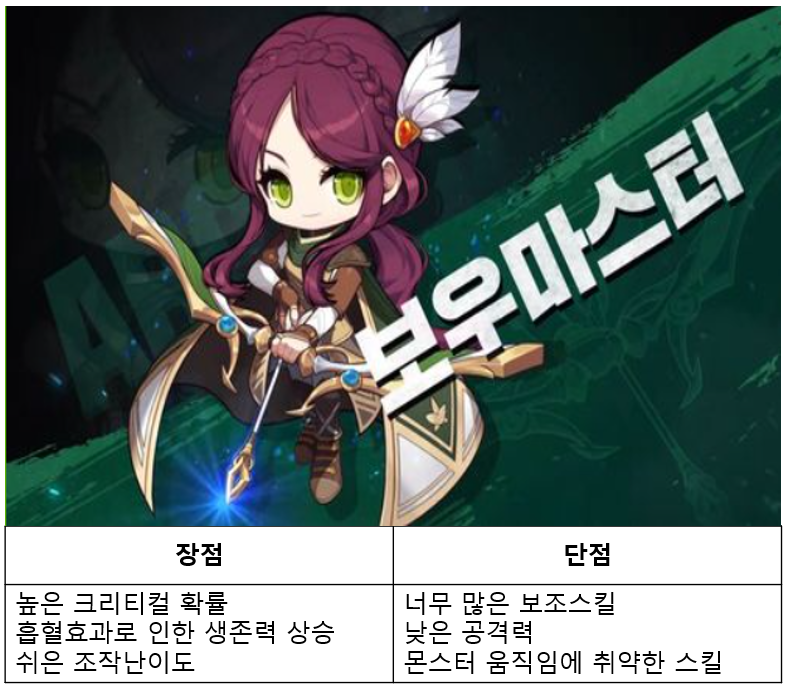 보우마스터
장점
단점
높은 크리티컬 확률
흡혈효과로 인한 생존력 상승
쉬은 조작난이도
너무 많은 보조스킬
낮은 공격력
몬스터 움직임에 취약한 스킬